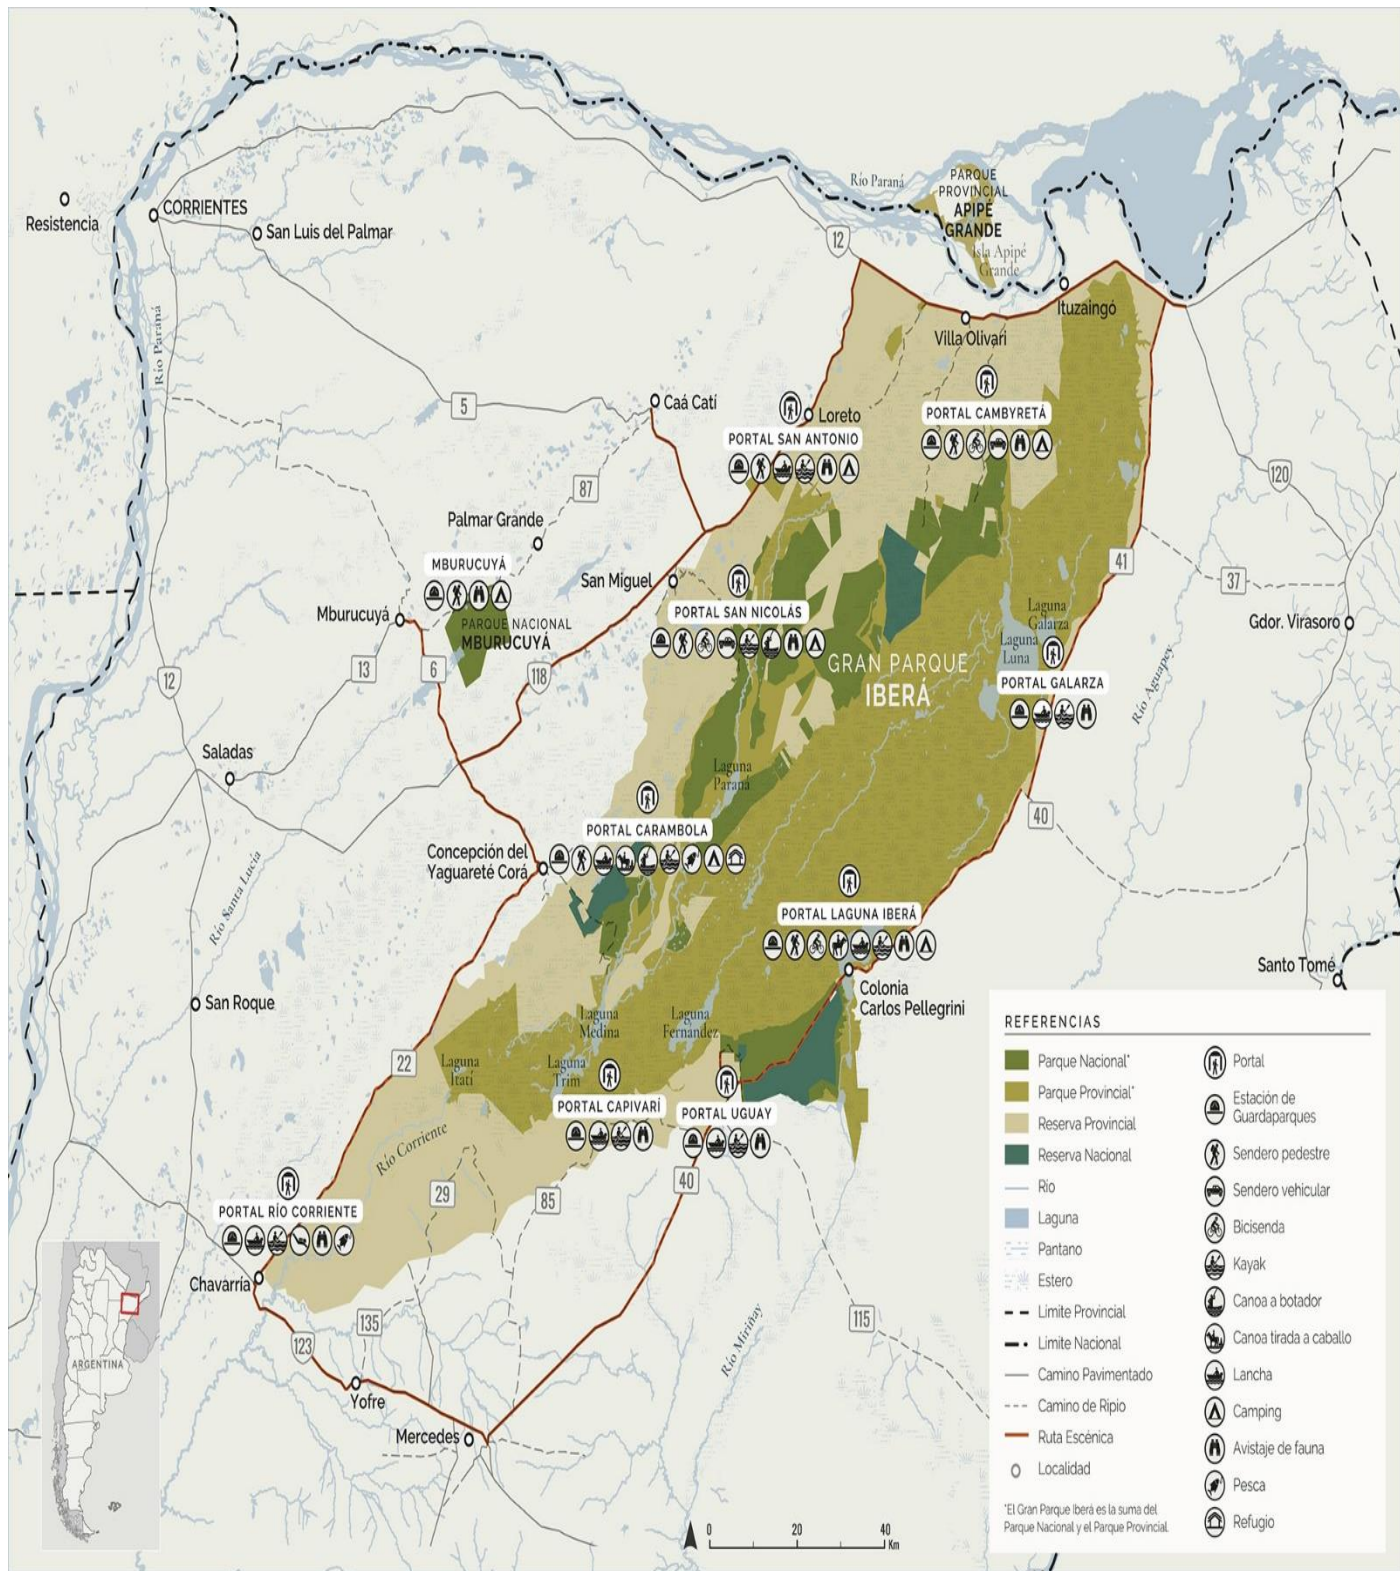 Resistencia
CORRIENTES
San Luis del Palmar
Río Paraná
Río Paraná
PARQUE
PROVINCIAL
APIPÉ
GRANDE
Isla Apipé
Grande
12
Ituzaingó
Villa Olivari
5
Caá Catí
Loreto
PORTAL SAN ANTONIO
PORTAL CAMBYRETÁ
87
120
Palmar Grande
MBURUCUYÁ
Mburucuyá
PARQUE NACIONAL
MBURUCUYÁ
San Miguel
PORTAL SAN NICOLÁS
41
37
Gdor. Virasoro
Laguna
Galarza
Laguna
Luna
GRAN PARQUE
IBERÁ
PORTAL GALARZA
Río Aguapey
12
13
6
118
Saladas
Laguna
Paraná
40
PORTAL CARAMBOLA
Concepción del
Yaguareté Corá
Río Santa Lucía
PORTAL LAGUNA IBERÁ
Colonia
Carlos Pellegrini
Santo Tomé
San Roque
Laguna
Medina
Laguna
Fernandez
22
Laguna
Itatí
Laguna
Trim
PORTAL CAPIVARÍ
PORTAL UGUAY
Río Corriente
29
85
40
PORTAL RÍO CORRIENTE
Chavarría
123
135
115
Río Miriñay
Yofre
Mercedes
ARGENTINA
0 20 40
Km
REFERENCIAS
Parque Nacional*
Parque Provincial*
Reserva Provincial
Reserva Nacional
Río
Laguna
Pantano
Estero
Limite Provincial
Limite Nacional
Camino Pavimentado
Camino de Ripio
Ruta Escénica
Localidad
*El Gran Parque Iberá es la suma del
Parque Nacional y el Parque Provincial.
Portal
Estación de
Guardaparques
Sendero pedestre
Sendero vehicular
Bicisenda
Kayak
Canoa a botador
Canoa tirada a caballo
Lancha
Camping
Avistaje de fauna
Pesca
Refugio